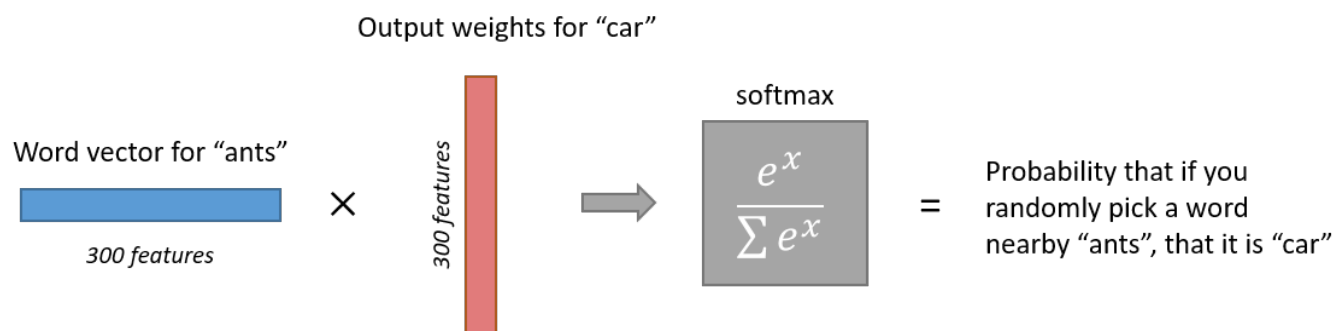 Output weights for “car”
softmax
Word vector for “ants”
300 features
×
300 features
e^x
∑ e^x
=
Probability that if you
randomly pick a word
nearby “ants”, that it is “car”